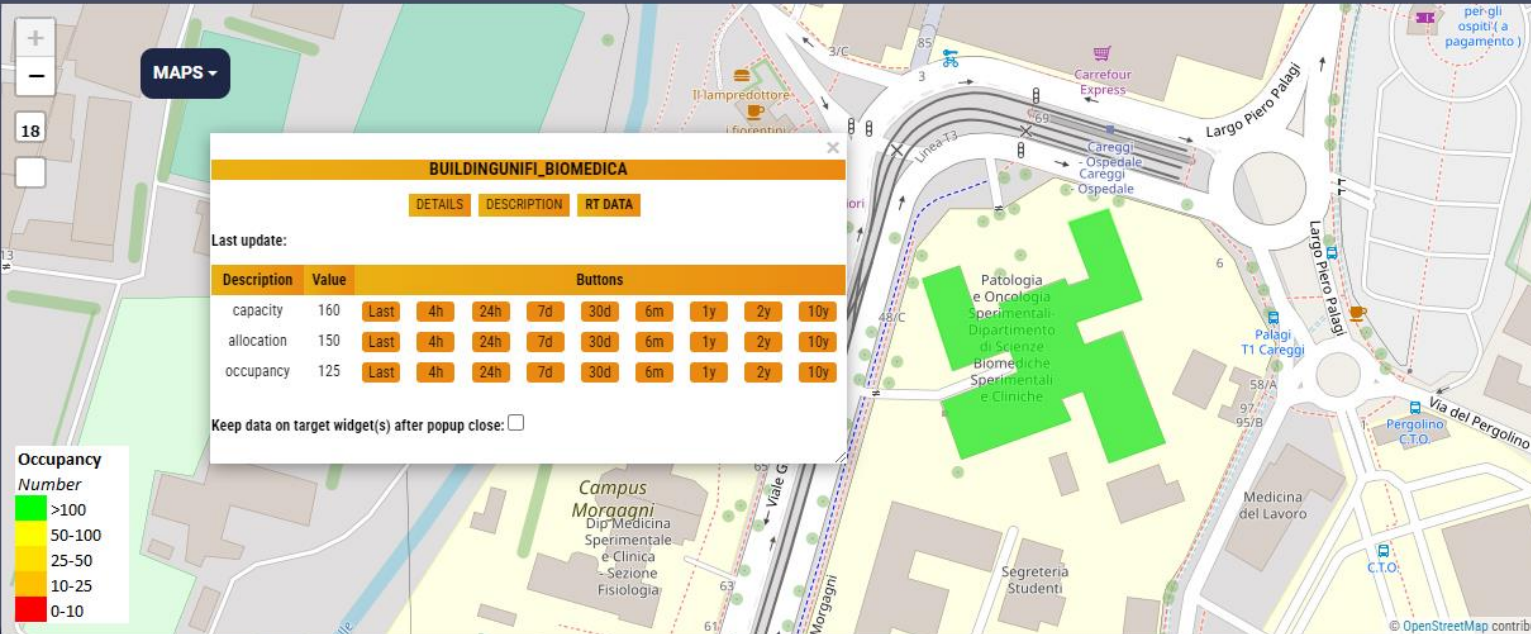 +
−
18
MAPS
BUILDINGUNIFI_BIOMEDICA
×
DETAILS DESCRIPTION RT DATA
Last update:
Description Value Buttons
capacity 160 Last 4h 24h 7d 30d 6m 1y 2y 10y
allocation 150 Last 4h 24h 7d 30d 6m 1y 2y 10y
occupancy 125 Last 4h 24h 7d 30d 6m 1y 2y 10y
Keep data on target widget(s) after popup close:
Occupancy
Number
>100
50-100
25-50
10-25
0-10
13
3/C
85
3
Il lampredottore
i fiorentini
ori
Linea T3
69
Carrefour
Express
Careggi
- Ospedale
Careggi
- Ospedale
Largo Piero Palagi
per gli
ospiti ( a
pagamento )
Largo Piero Palagi
6
48/C
Patologia
e Oncologia
Sperimentali-
Dipartimento
di Scienze
Biomediche
Sperimentali
e Cliniche
Palagi
T1 Careggi
58/A
97
95/B
1
Pergolino
C.T.O.
Via del Pergolino
Medicina
del Lavoro
C.T.O.
Segreteria
Studenti
Campus
Morgagni
Dip Medicina
Sperimentale
e Clinica
- Sezione
Fisiologia
65
63
61
Viale G
Morgagni
© OpenStreetMap contrib